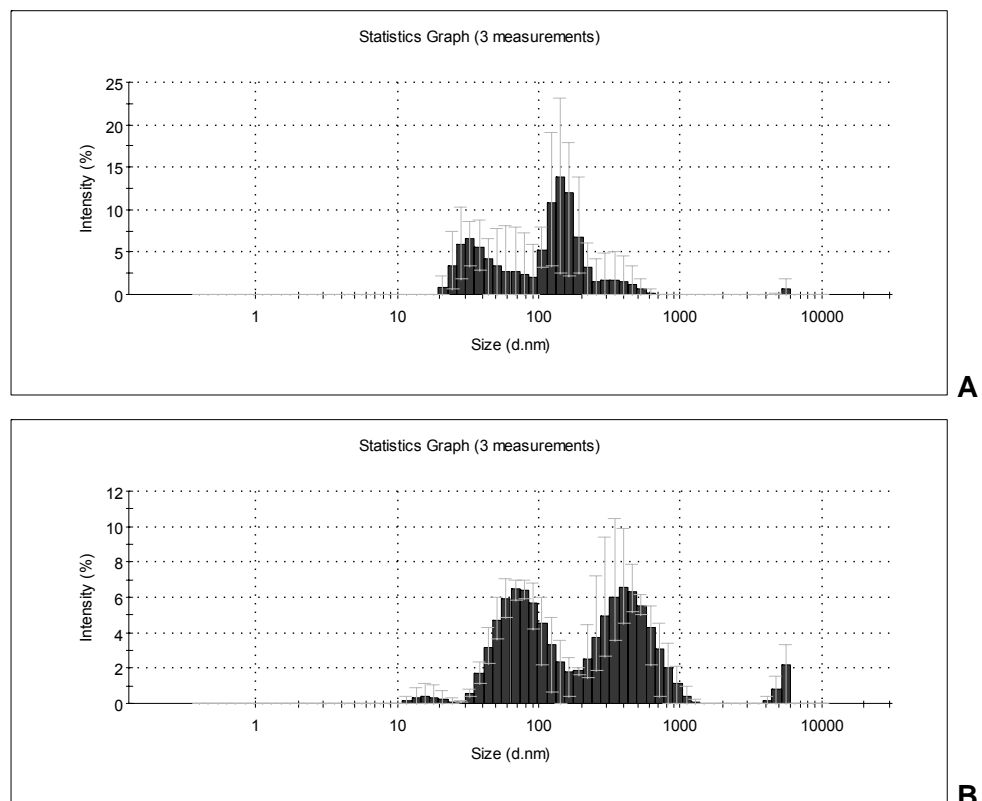 Statistics Graph (3 measurements)
25
20
15
10
5
0
Intensity (%)
1 10 100 1000 10000
Size (d.nm)
A
Statistics Graph (3 measurements)
12
10
8
6
4
2
0
Intensity (%)
1 10 100 1000 10000
Size (d.nm)
B